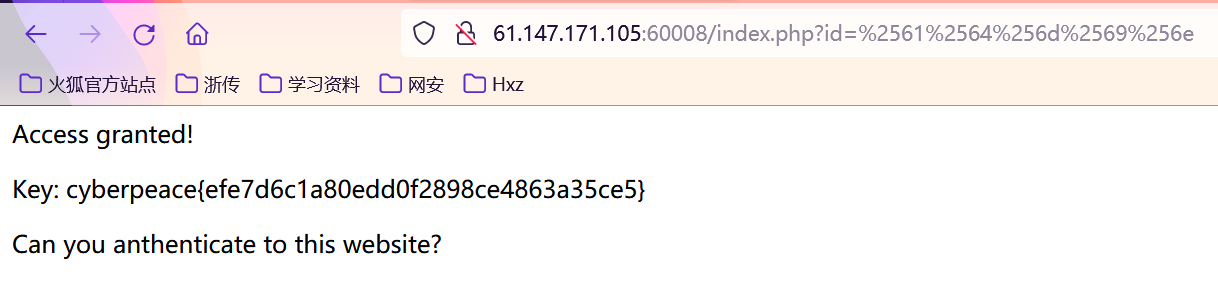 61.147.171.105:60008/index.php?id=%2561%2564%256d%2569%256e
火狐官方站点 浙传 学习资料 网安 Hxz
Access granted!
Key: cyberpeace{efe7d6c1a80edd0f2898ce4863a35ce5}
Can you anthenticate to this website?